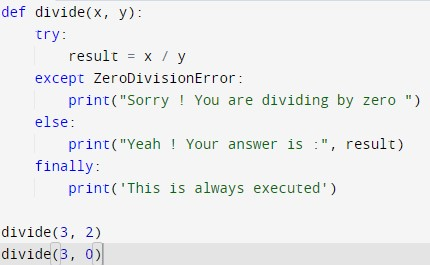 def divide(x, y):
    try:
        result = x / y
    except ZeroDivisionError:
        print("Sorry ! You are dividing by zero ")
    else:
        print("Yeah ! Your answer is :", result)
    finally:
        print('This is always executed')

divide(3, 2)
divide(3, 0)